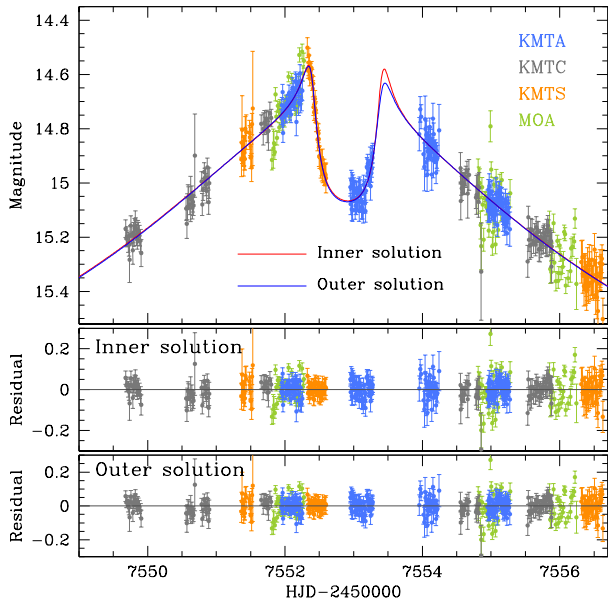 14.4
14.6
14.8
15
15.2
15.4
Magnitude
KMTA
KMTC
KMTS
MOA
Inner solution
Outer solution
Inner solution
0.2
0
−0.2
Residual
Outer solution
0.2
0
−0.2
Residual
7550
7552
7554
7556
HJD−2450000